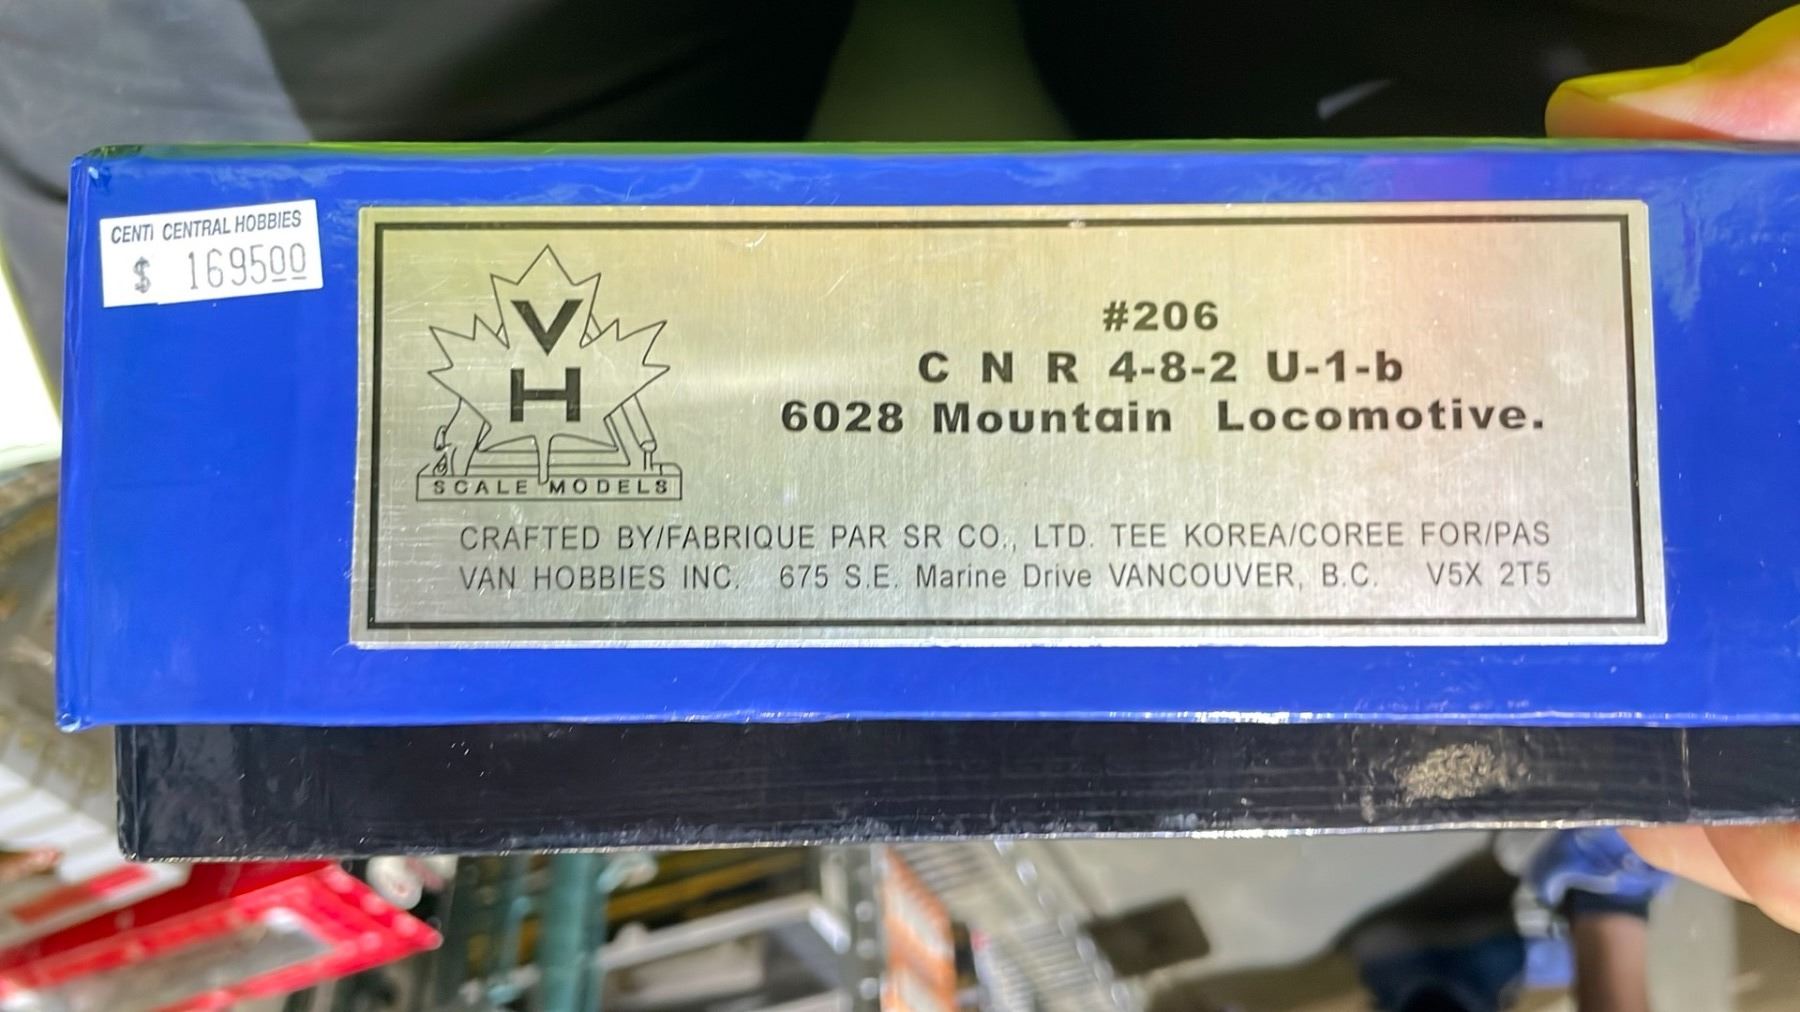 CENTI CENTRAL HOBBIES
$ 169500
V
H
SCALE MODELS
#206
C N R 4-8-2 U-1-b
6028 Mountain Locomotive.
CRAFTED BY/FABRIQUE PAR SR CO., LTD. TEE KOREA/COREE FOR/PAS
VAN HOBBIES INC. 675 S.E. Marine Drive VANCOUVER, B.C. V5X 2T5